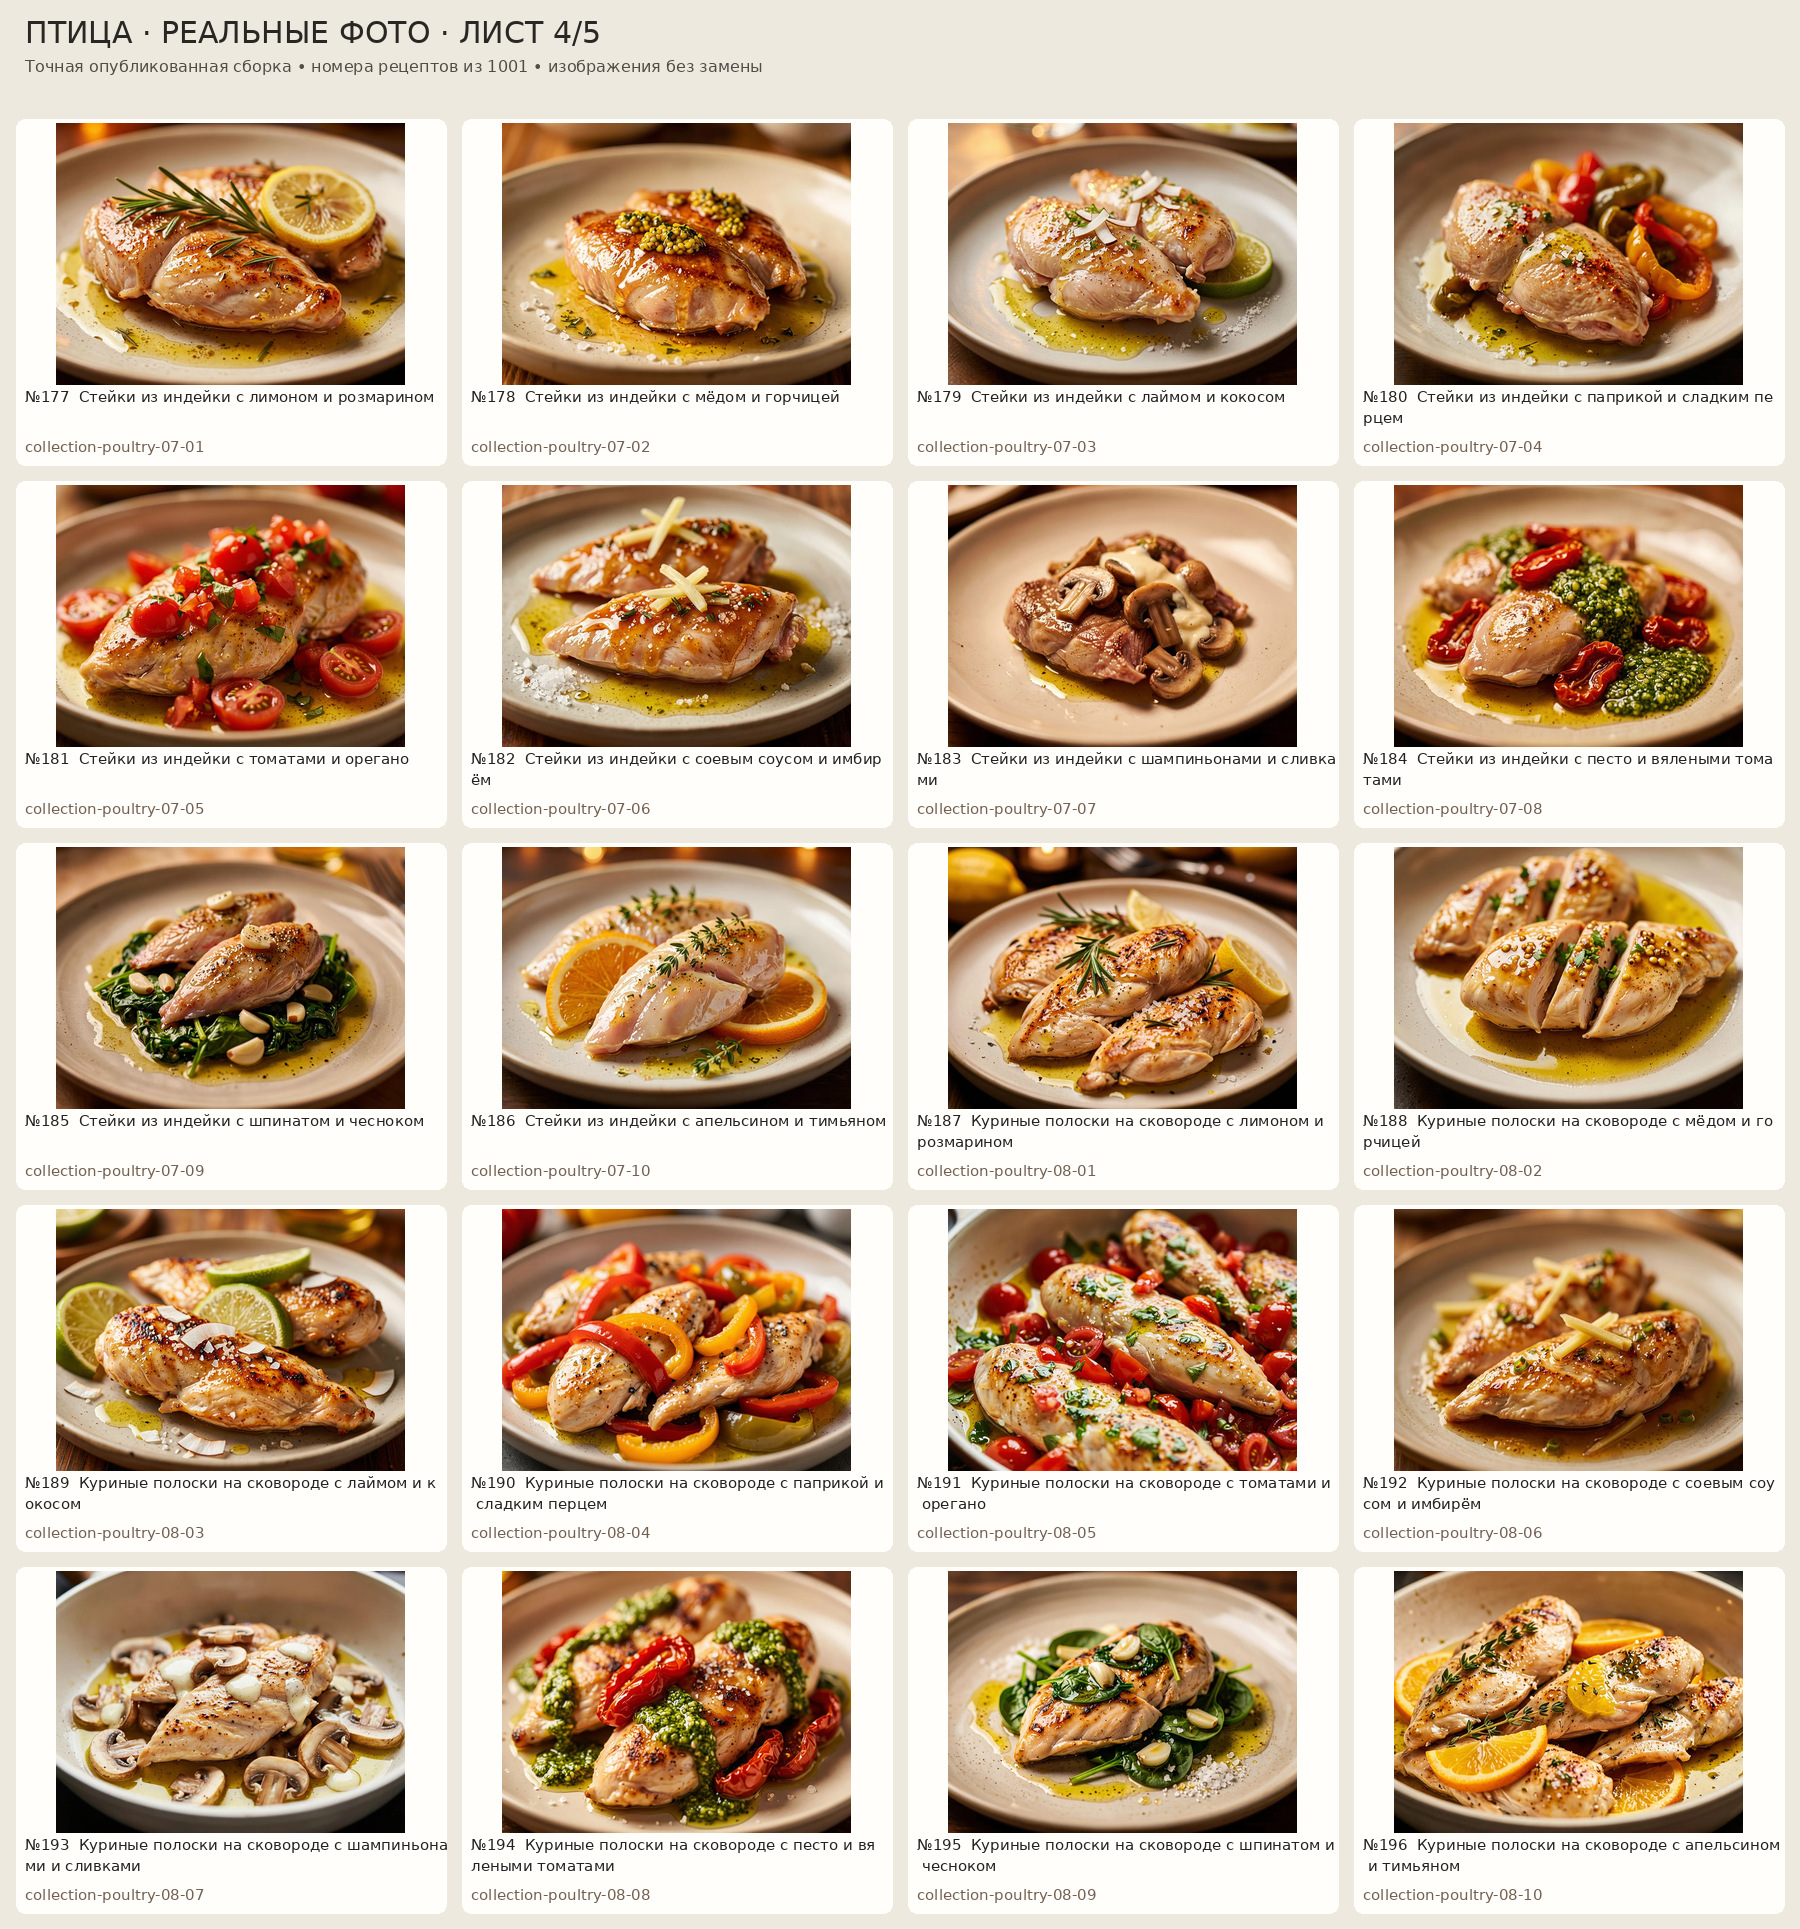 ПТИЦА · РЕАЛЬНЫЕ ФОТО · ЛИСТ 4/5
Точная опубликованная сборка • номера рецептов из 1001 • изображения без замены
№177 Стейки из индейки с лимоном и розмарином
collection-poultry-07-01
№178 Стейки из индейки с мёдом и горчицей
collection-poultry-07-02
№179 Стейки из индейки с лаймом и кокосом
collection-poultry-07-03
№180 Стейки из индейки с паприкой и сладким пе
рцем
collection-poultry-07-04
№181 Стейки из индейки с томатами и орегано
collection-poultry-07-05
№182 Стейки из индейки с соевым соусом и имбир
ём
collection-poultry-07-06
№183 Стейки из индейки с шампиньонами и сливка
ми
collection-poultry-07-07
№184 Стейки из индейки с песто и вялеными тома
тами
collection-poultry-07-08
№185 Стейки из индейки с шпинатом и чесноком
collection-poultry-07-09
№186 Стейки из индейки с апельсином и тимьяном
collection-poultry-07-10
№187 Куриные полоски на сковороде с лимоном и
розмарином
collection-poultry-08-01
№188 Куриные полоски на сковороде с мёдом и го
рчицей
collection-poultry-08-02
№189 Куриные полоски на сковороде с лаймом и к
окосом
collection-poultry-08-03
№190 Куриные полоски на сковороде с паприкой и
сладким перцем
collection-poultry-08-04
№191 Куриные полоски на сковороде с томатами и
орегано
collection-poultry-08-05
№192 Куриные полоски на сковороде с соевым соу
сом и имбирём
collection-poultry-08-06
№193 Куриные полоски на сковороде с шампиньона
ми и сливками
collection-poultry-08-07
№194 Куриные полоски на сковороде с песто и вя
леными томатами
collection-poultry-08-08
№195 Куриные полоски на сковороде с шпинатом и
чесноком
collection-poultry-08-09
№196 Куриные полоски на сковороде с апельсином
и тимьяном
collection-poultry-08-10